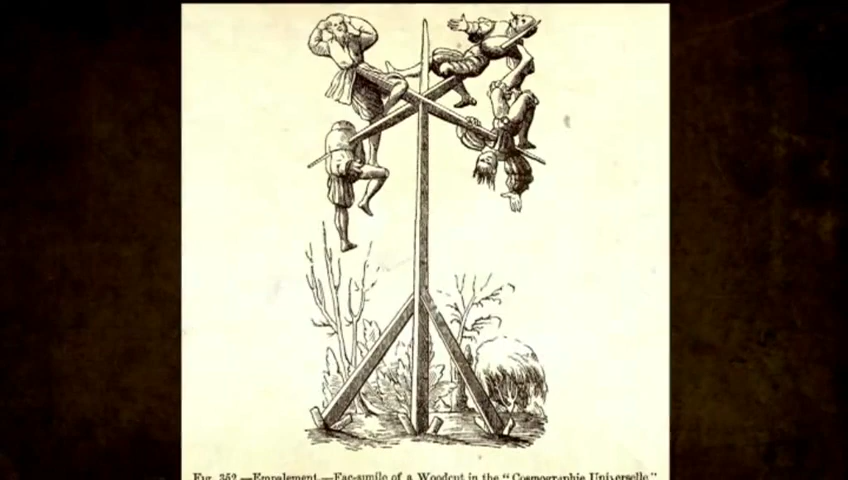 Fig. 352.—Empalement.—Fac-simile of a Woodcut in the "Cosmographie Universelle"